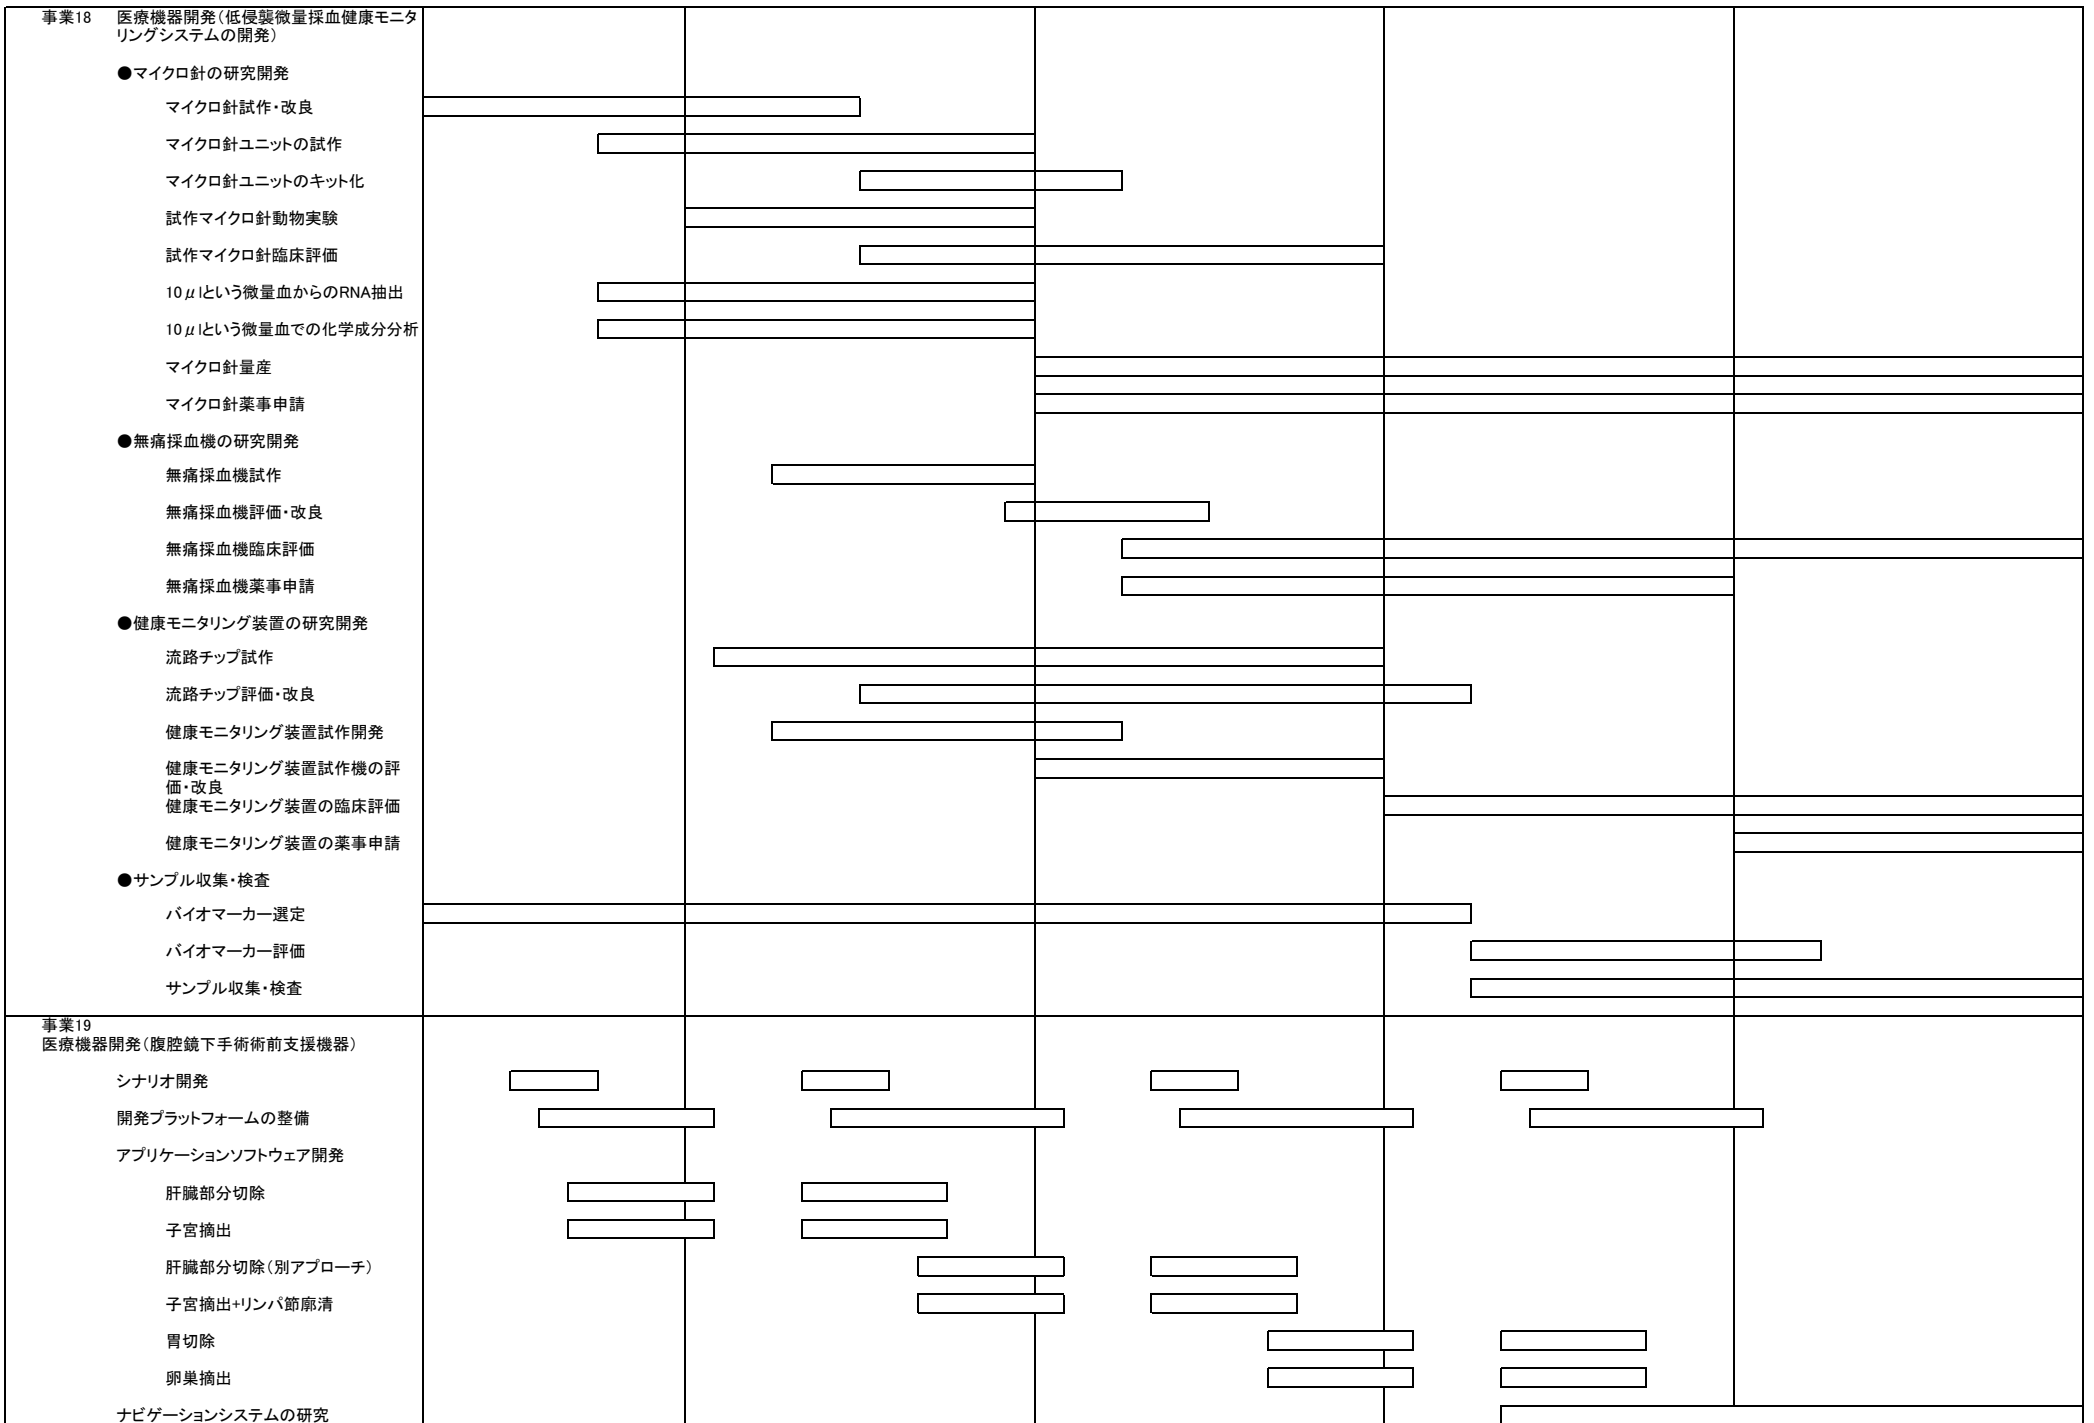 事業18 医療機器開発(低侵襲微量採血健康モニタ
リングシステムの開発)
●マイクロ針の研究開発
マイクロ針試作・改良
マイクロ針ユニットの試作
マイクロ針ユニットのキット化
試作マイクロ針動物実験
試作マイクロ針臨床評価
10μlという微量血からのRNA抽出
10μlという微量血での化学成分分析
マイクロ針量産
マイクロ針薬事申請
●無痛採血機の研究開発
無痛採血機試作
無痛採血機評価・改良
無痛採血機臨床評価
無痛採血機薬事申請
●健康モニタリング装置の研究開発
流路チップ試作
流路チップ評価・改良
健康モニタリング装置試作開発
健康モニタリング装置試作機の評
価・改良
健康モニタリング装置の臨床評価
健康モニタリング装置の薬事申請
●サンプル収集・検査
バイオマーカー選定
バイオマーカー評価
サンプル収集・検査
事業19
医療機器開発(腹腔鏡下手術術前支援機器)
シナリオ開発
開発プラットフォームの整備
アプリケーションソフトウェア開発
肝臓部分切除
子宮摘出
肝臓部分切除(別アプローチ)
子宮摘出+リンパ節廓清
胃切除
卵巣摘出
ナビゲーションシステムの研究